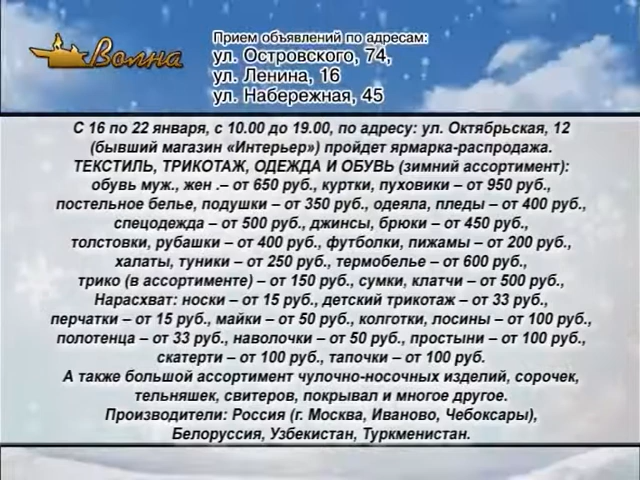 Волна
Прием объявлений по адресам:
ул. Островского, 74,
ул. Ленина, 16
ул. Набережная, 45
С 16 по 22 января, с 10.00 до 19.00, по адресу: ул. Октябрьская, 12
(бывший магазин «Интерьер») пройдет ярмарка-распродажа.
ТЕКСТИЛЬ, ТРИКОТАЖ, ОДЕЖДА И ОБУВЬ (зимний ассортимент):
обувь муж., жен .– от 650 руб., куртки, пуховики – от 950 руб.,
постельное белье, подушки – от 350 руб., одеяла, пледы – от 400 руб.,
спецодежда – от 500 руб., джинсы, брюки – от 450 руб.,
толстовки, рубашки – от 400 руб., футболки, пижамы – от 200 руб.,
халаты, туники – от 250 руб., термобелье – от 600 руб.,
трико (в ассортименте) – от 150 руб., сумки, клатчи – от 500 руб.,
Нарасхват: носки – от 15 руб., детский трикотаж – от 33 руб.,
перчатки – от 15 руб., майки – от 50 руб., колготки, лосины – от 100 руб.,
полотенца – от 33 руб., наволочки – от 50 руб., простыни – от 100 руб.,
скатерти – от 100 руб., тапочки – от 100 руб.
А также большой ассортимент чулочно-носочных изделий, сорочек,
тельняшек, свитеров, покрывал и многое другое.
Производители: Россия (г. Москва, Иваново, Чебоксары),
Белоруссия, Узбекистан, Туркменистан.